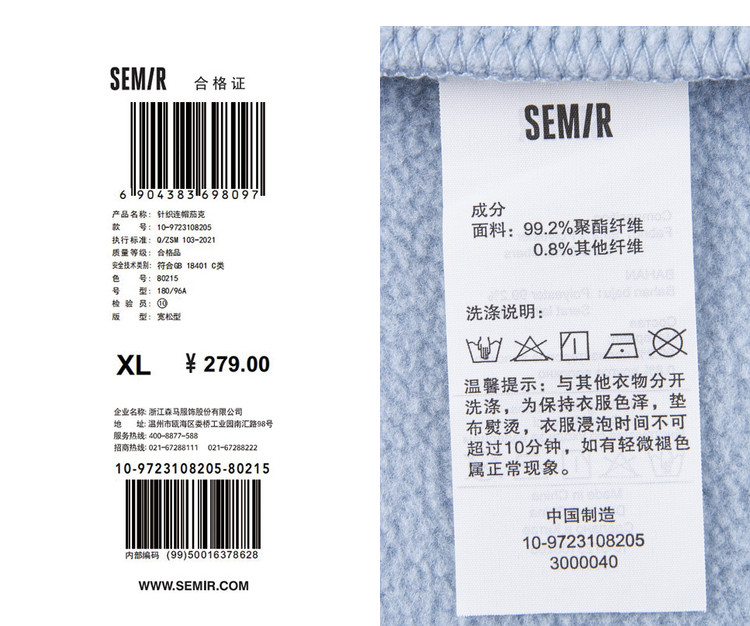 SEMIR 合格证
6 904383 698097
产品名称: 针织连帽茄克
款 号: 10-9723108205
执行标准: Q/ZSM 103-2021
质量等级: 合格品
安全技术类别: 符合GB 18401 C类
色 号: 80215
号 型: 180/96A
检 验 员: ⑩
版 型: 宽松型
XL ¥ 279.00
企业名称: 浙江森马服饰股份有限公司
地 址: 温州市瓯海区娄桥工业园南汇路98号
服务热线: 400-8877-588
招商热线: 021-67288111 021-67288222
10-9723108205-80215
内部编码 (99)50016378628
WWW.SEMIR.COM
SEMIR
成分
面料: 99.2%聚酯纤维
0.8%其他纤维
洗涤说明:
温馨提示: 与其他衣物分开
洗涤, 为保持衣服色泽, 垫
布熨烫, 衣服浸泡时间不可
超过10分钟, 如有轻微褪色
属正常现象。
中国制造
10-9723108205
3000040